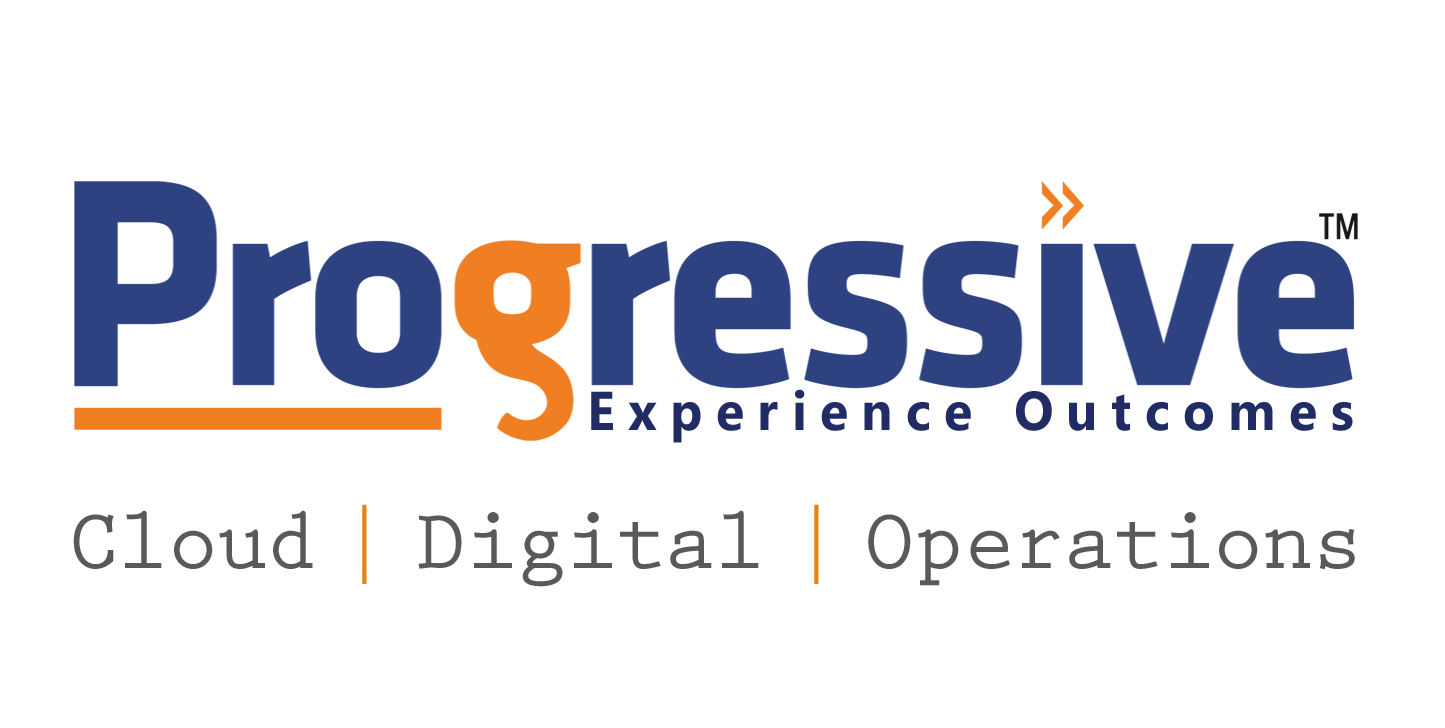 Progressive™
Experience Outcomes
Cloud | Digital | Operations